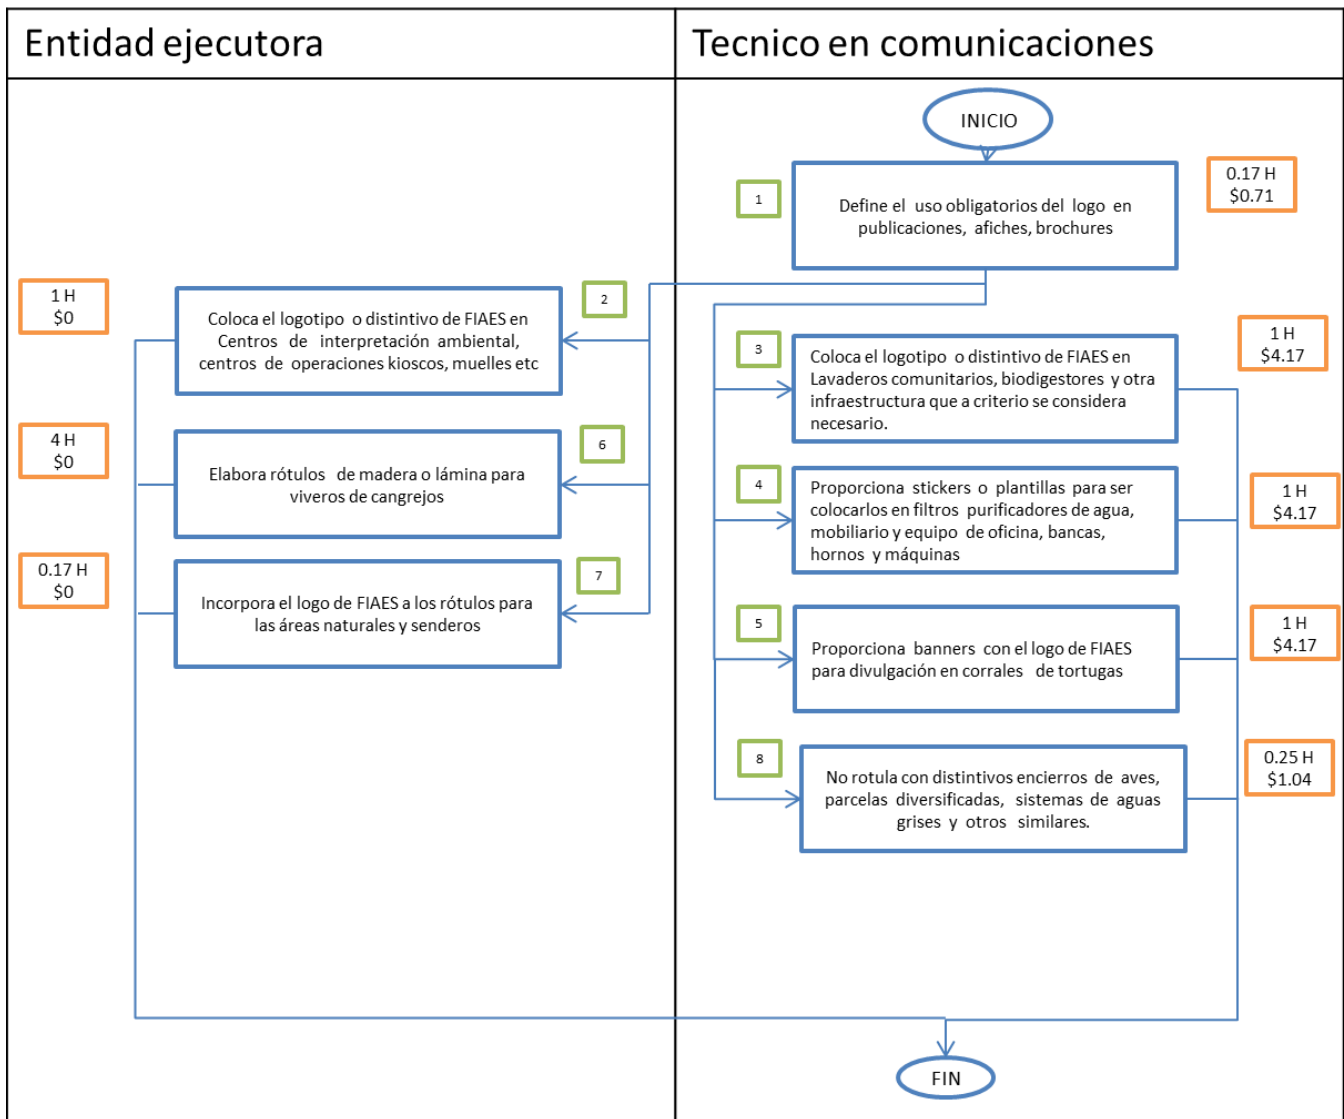 Entidad ejecutora
Tecnico en comunicaciones
INICIO
1
Define el uso obligatorios del logo en
publicaciones, afiches, brochures
0.17 H
$0.71
1 H
$0
Coloca el logotipo o distintivo de FIAES en
Centros de interpretación ambiental,
centros de operaciones kioscos, muelles etc
2
3
Coloca el logotipo o distintivo de FIAES en
Lavaderos comunitarios, biodigestores y otra
infraestructura que a criterio se considera
necesario.
1 H
$4.17
4 H
$0
Elabora rótulos de madera o lámina para
viveros de cangrejos
6
4
Proporciona stickers o plantillas para ser
colocarlos en filtros purificadores de agua,
mobiliario y equipo de oficina, bancas,
hornos y máquinas
1 H
$4.17
0.17 H
$0
Incorpora el logo de FIAES a los rótulos para
las áreas naturales y senderos
7
5
Proporciona banners con el logo de FIAES
para divulgación en corrales de tortugas
1 H
$4.17
8
No rotula con distintivos encierros de aves,
parcelas diversificadas, sistemas de aguas
grises y otros similares.
0.25 H
$1.04
FIN